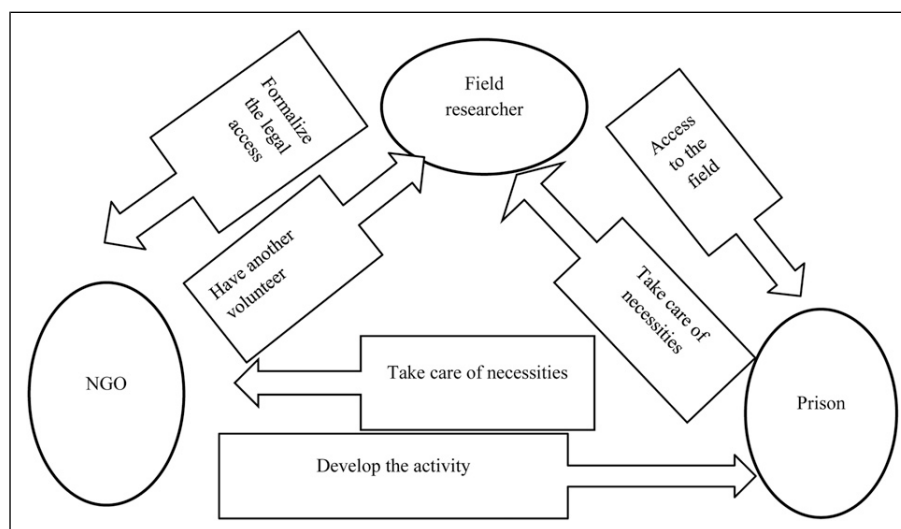 Field
researcher
Formalize
the legal
access
Access
to the
field
Have another
volunteer
Take care of
necessities
NGO
Take care of necessities
Prison
Develop the activity